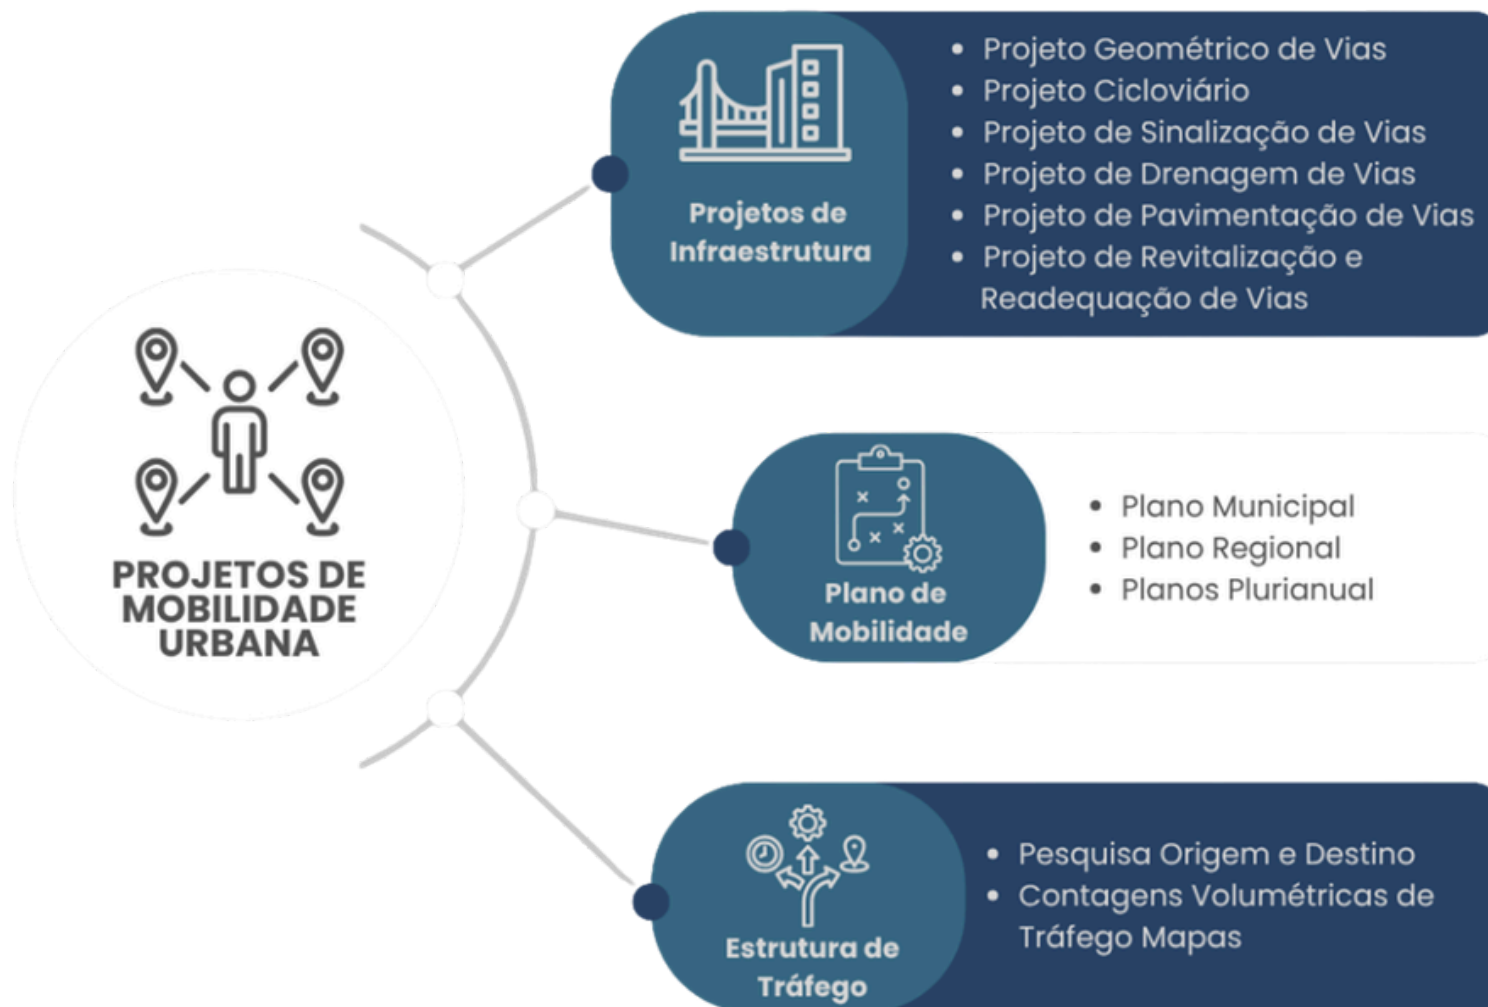 PROJETOS DE
MOBILIDADE
URBANA
Projetos de
Infraestrutura
• Projeto Geométrico de Vias
• Projeto Cicloviário
• Projeto de Sinalização de Vias
• Projeto de Drenagem de Vias
• Projeto de Pavimentação de Vias
• Projeto de Revitalização e
Readequação de Vias
Plano de
Mobilidade
• Plano Municipal
• Plano Regional
• Planos Plurianual
Estrutura de
Tráfego
• Pesquisa Origem e Destino
• Contagens Volumétricas de
Tráfego Mapas